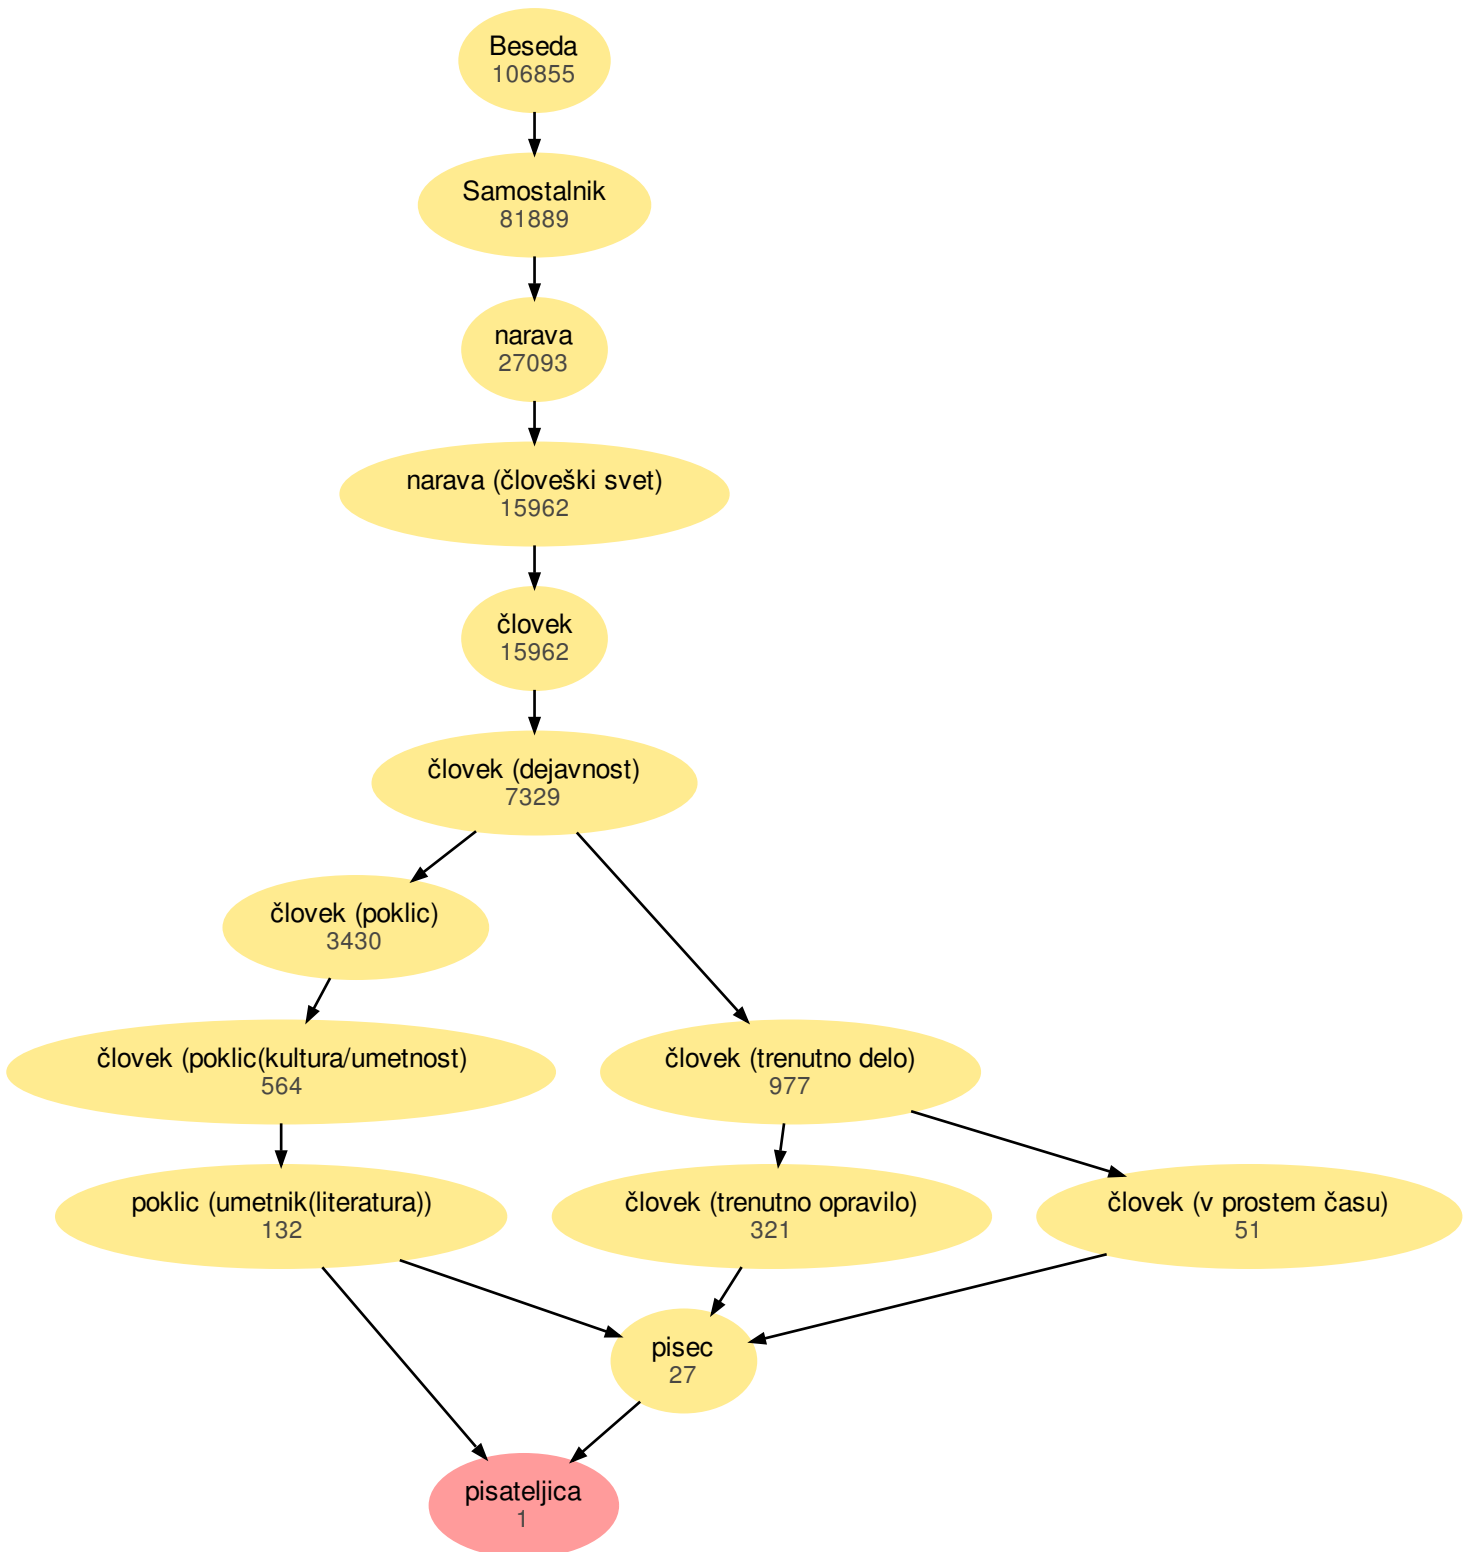 Beseda
106855
Samostalnik
81889
narava
27093
narava (človeški svet)
15962
človek
15962
človek (dejavnost)
7329
človek (poklic)
3430
človek (poklic(kultura/umetnost)
564
človek (trenutno delo)
977
poklic (umetnik(literatura))
132
človek (trenutno opravilo)
321
človek (v prostem času)
51
pisec
27
pisateljica
1